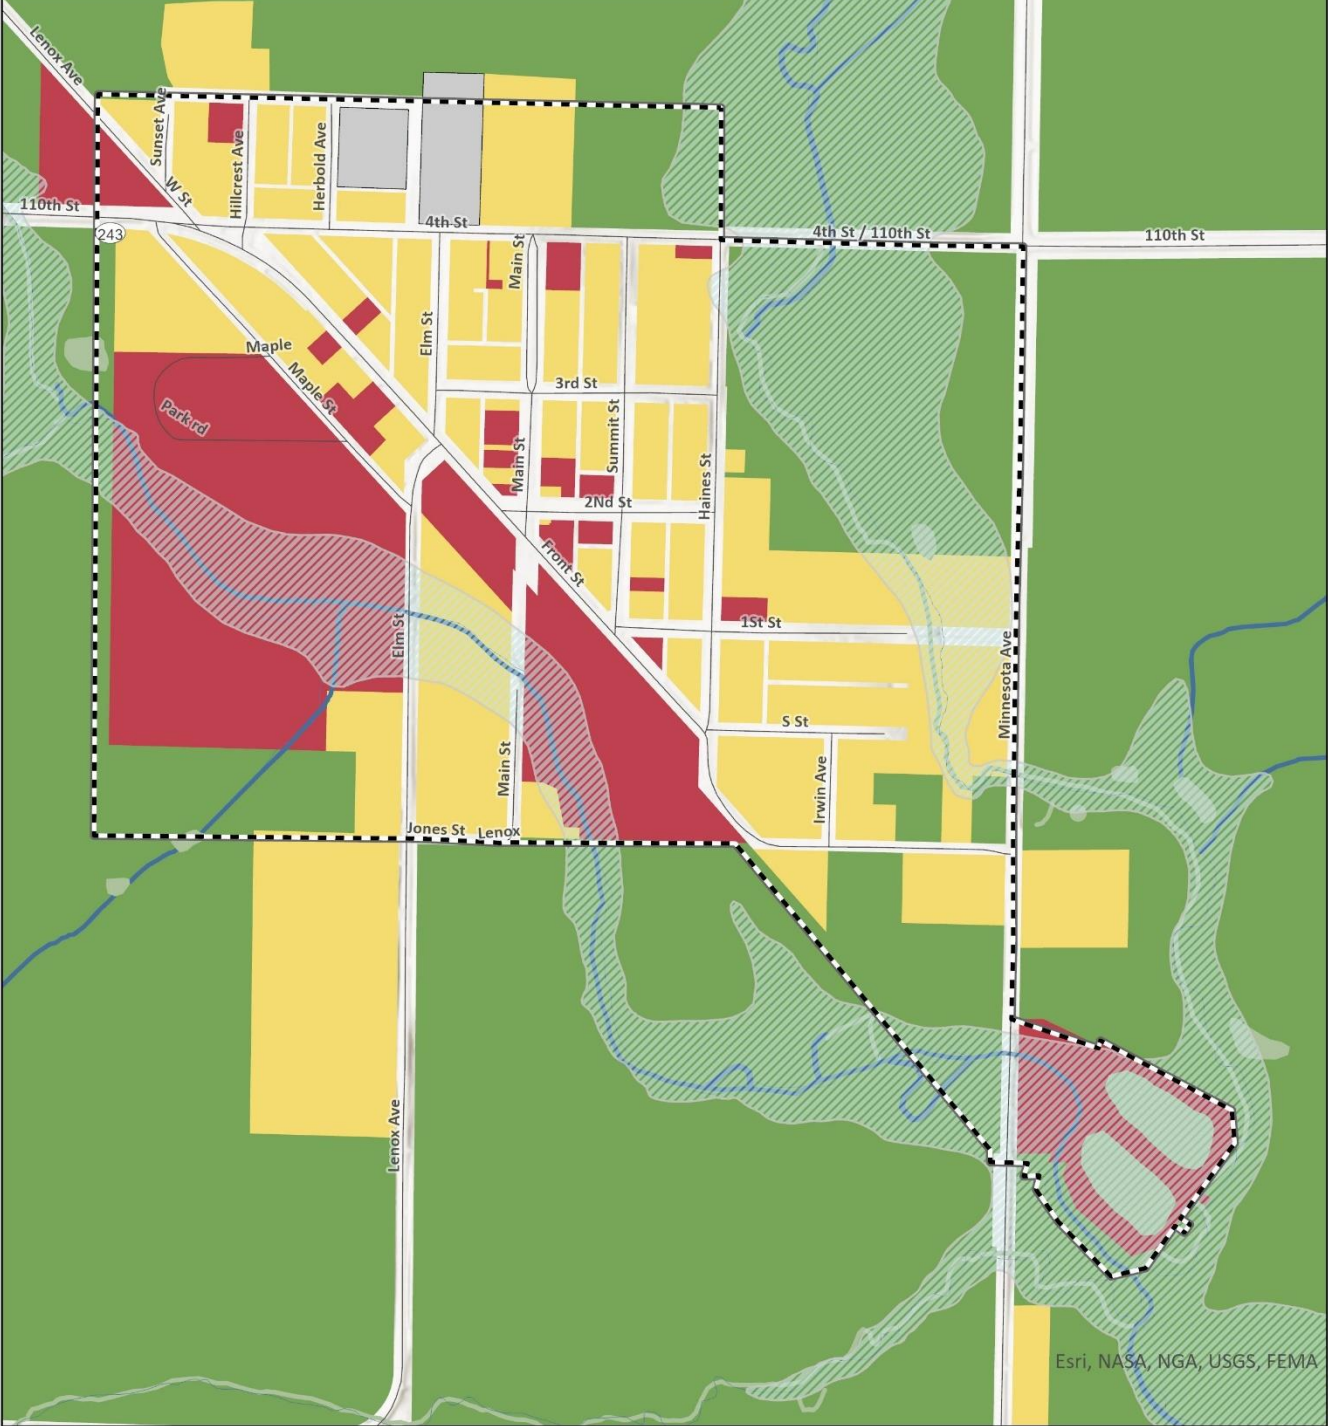 Lenox Ave
Sunset Ave
W St
Hillcrest Ave
Herbold Ave
110th St
243
4th St
4th St / 110th St
110th St
Main St
Elm St
Maple
Maple St
Park rd
3rd St
Summit St
Main St
Haines St
2Nd St
Front St
Elm St
1St St
Minnesota Ave
S St
Main St
Irwin Ave
Jones St
Lenox
Lenox Ave
Esri, NASA, NGA, USGS, FEMA